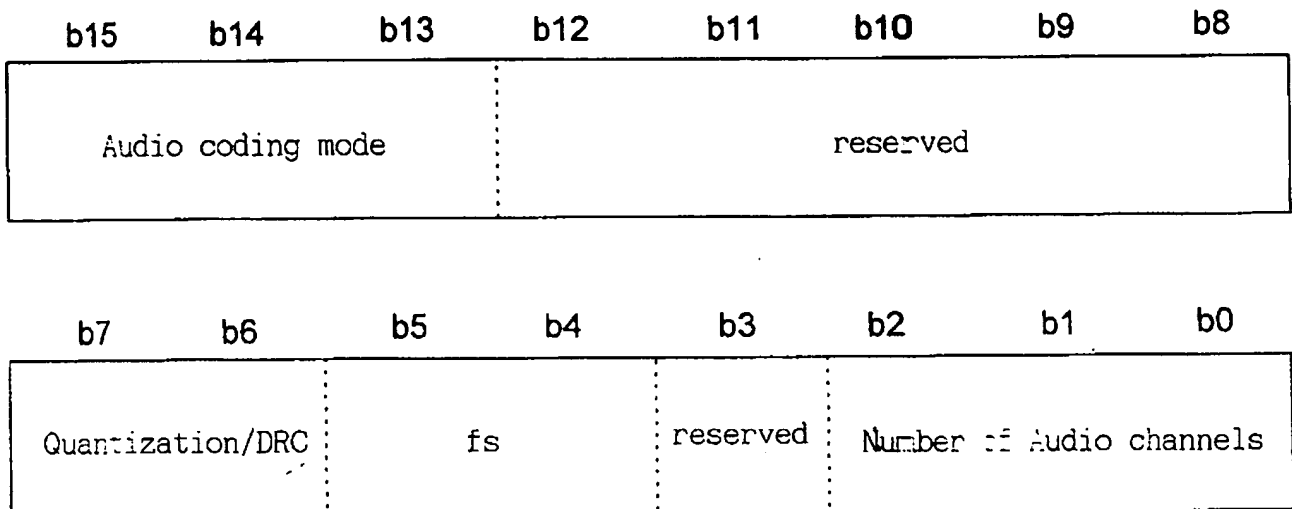 b15 b14 b13 b12 b11 b10 b9 b8
Audio coding mode reserved
b7 b6 b5 b4 b3 b2 b1 b0
Quantization/DRC fs reserved Number of Audio channels